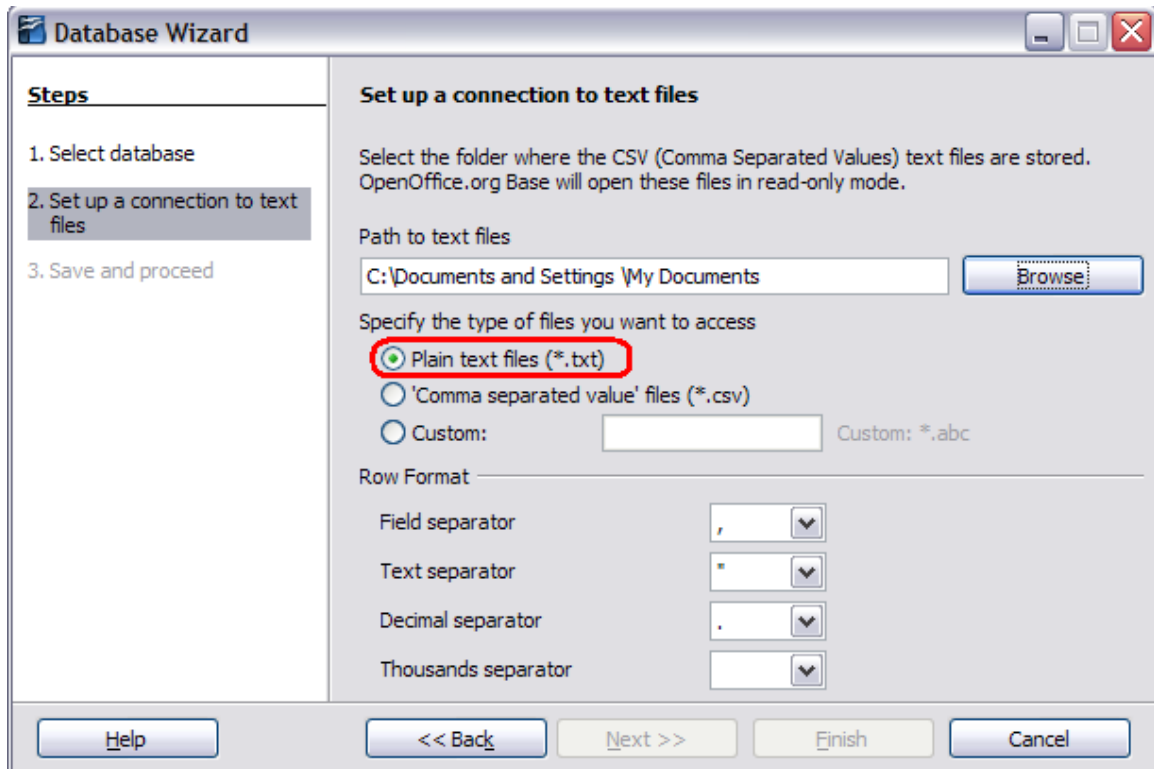 Database Wizard
Steps
1. Select database
2. Set up a connection to text
files
3. Save and proceed
Set up a connection to text files
Select the folder where the CSV (Comma Separated Values) text files are stored.
OpenOffice.org Base will open these files in read-only mode.
Path to text files
C:\Documents and Settings \My Documents
Browse
Specify the type of files you want to access
Plain text files (*.txt)
'Comma separated value' files (*.csv)
Custom: Custom: *.abc
Row Format
Field separator ,
Text separator "
Decimal separator .
Thousands separator
Help << Back Next >> Finish Cancel